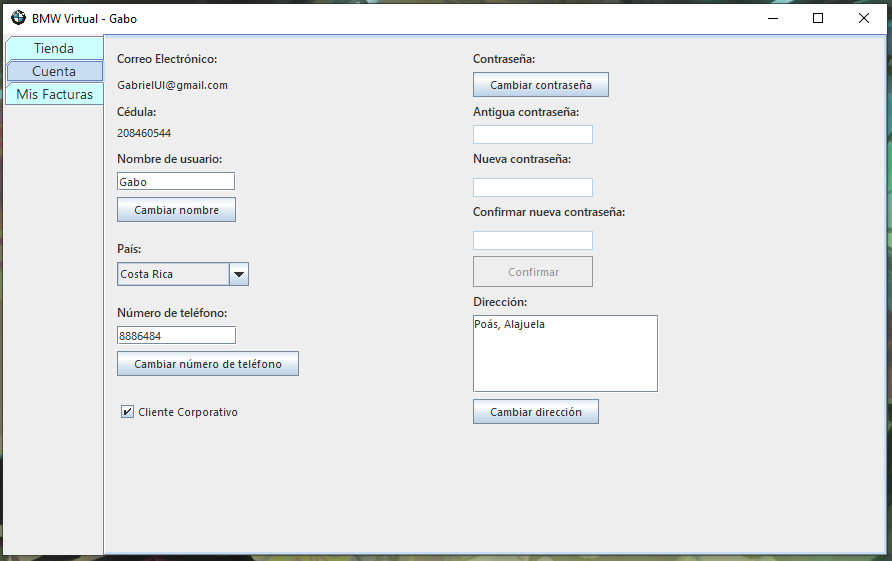 BMW Virtual - Gabo
Tienda
Cuenta
Mis Facturas
Correo Electrónico:
GabrielUI@gmail.com
Cédula:
208460544
Nombre de usuario:
Gabo
Cambiar nombre
País:
Costa Rica
Número de teléfono:
8886484
Cambiar número de teléfono
Cliente Corporativo
Contraseña:
Cambiar contraseña
Antigua contraseña:
Nueva contraseña:
Confirmar nueva contraseña:
Confirmar
Dirección:
Poás, Alajuela
Cambiar dirección